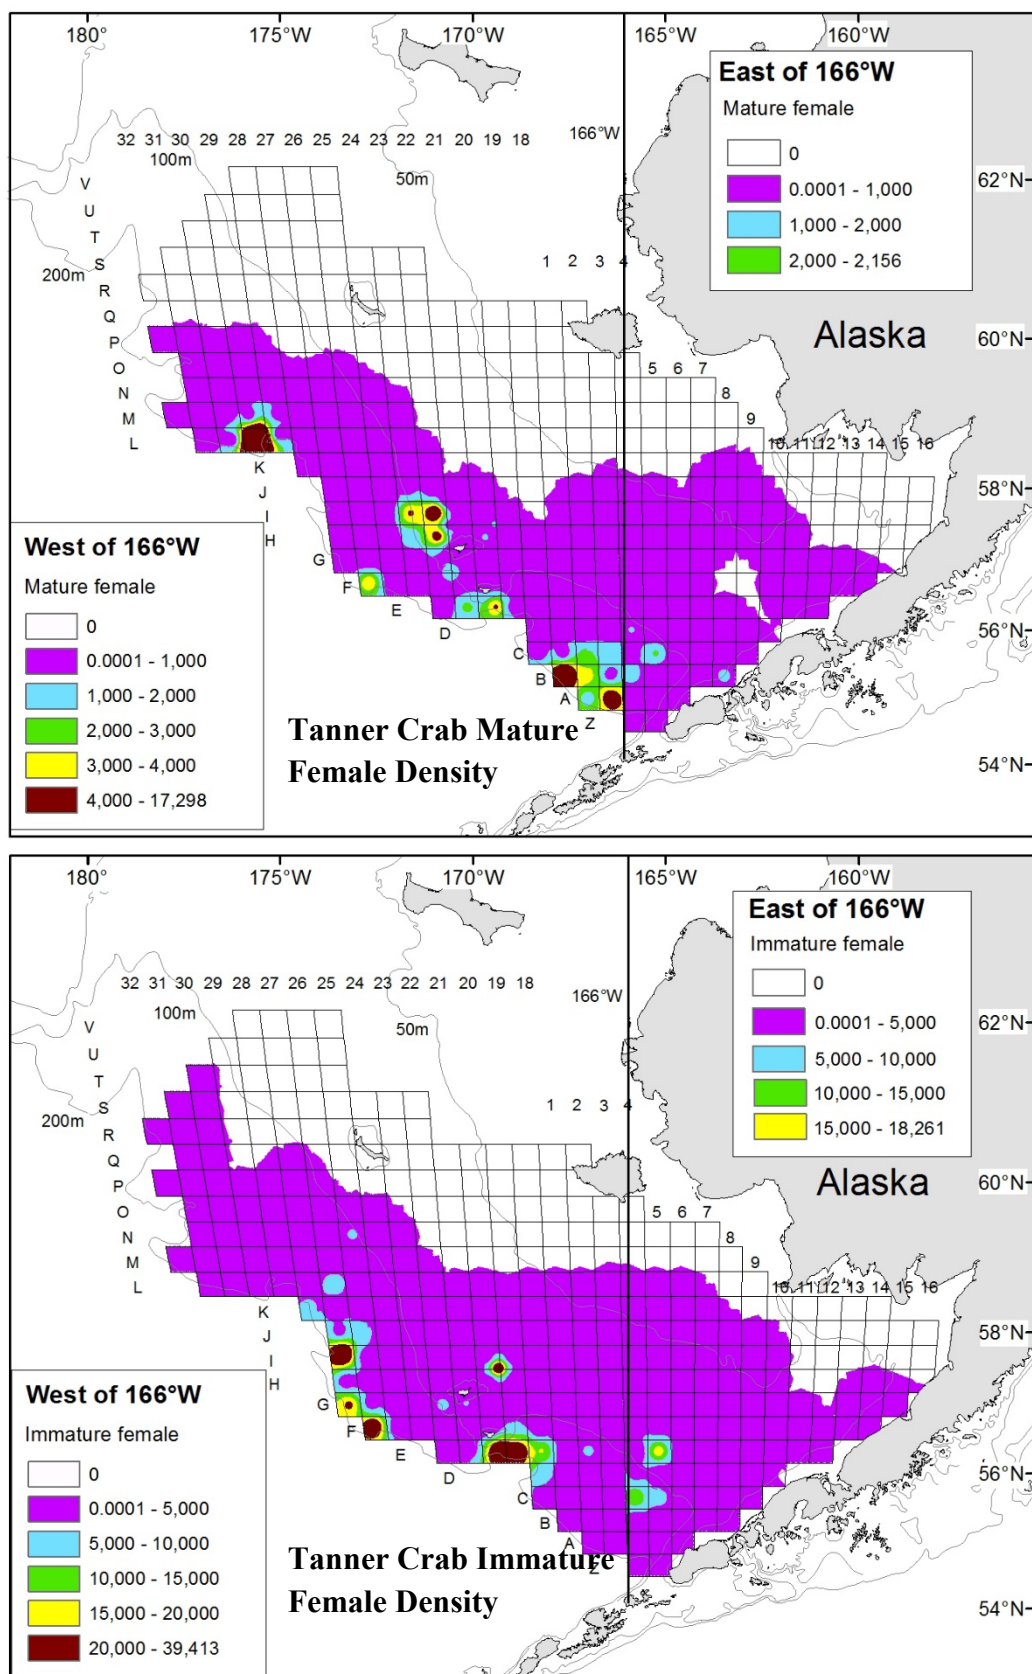 180° 175°W 170°W 165°W 160°W
East of 166°W
Mature female
0
0.0001 - 1,000
1,000 - 2,000
2,000 - 2,156
166°W
32 31 30 29 28 27 26 25 24 23 22 21 20 19 18
100m
50m
62°N
V
U
T
S
R
Q
P
O
N
M
L
200m
1 2 3 4
Alaska
60°N
5 6 7
8
9
10 11 12 13 14 15 16
K
J
I
H
58°N
G
F
E
D
C
B
A
Z
56°N
54°N
West of 166°W
Mature female
0
0.0001 - 1,000
1,000 - 2,000
2,000 - 3,000
3,000 - 4,000
4,000 - 17,298
Tanner Crab Mature
Female Density
180° 175°W 170°W 165°W 160°W
East of 166°W
Immature female
0
0.0001 - 5,000
5,000 - 10,000
10,000 - 15,000
15,000 - 18,261
166°W
32 31 30 29 28 27 26 25 24 23 22 21 20 19 18
100m
50m
62°N
V
U
T
S
R
Q
P
O
N
M
L
200m
1 2 3 4
Alaska
60°N
5 6 7
8
9
10 11 12 13 14 15 16
K
J
I
H
58°N
G
F
E
D
C
B
A
Z
56°N
54°N
West of 166°W
Immature female
0
0.0001 - 5,000
5,000 - 10,000
10,000 - 15,000
15,000 - 20,000
20,000 - 39,413
Tanner Crab Immature
Female Density